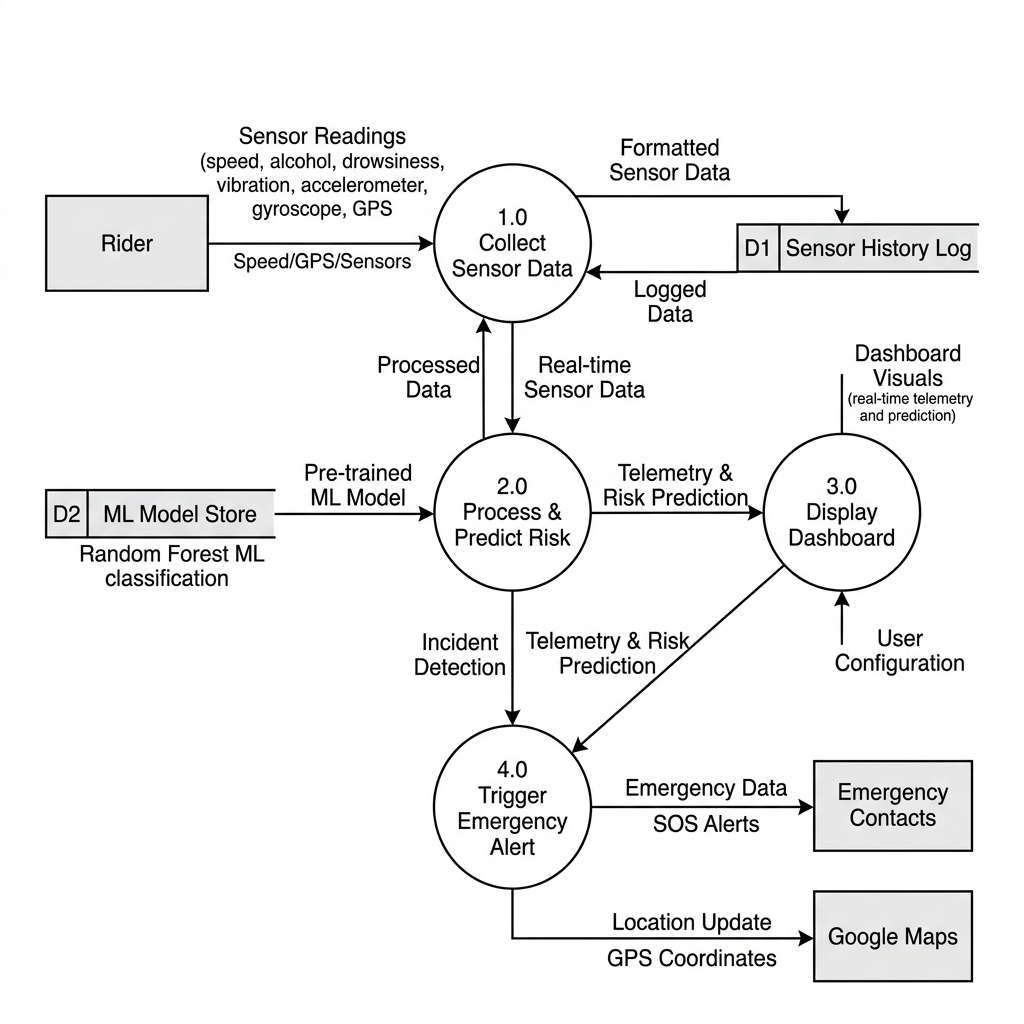 Sensor Readings
(speed, alcohol, drowsiness,
vibration, accelerometer,
gyroscope, GPS
Formatted
Sensor Data
Rider
Speed/GPS/Sensors
1.0
Collect
Sensor Data
D1 Sensor History Log
Logged
Data
Processed
Data
Real-time
Sensor Data
Dashboard
Visuals
(real-time telemetry
and prediction)
D2 ML Model Store
Random Forest ML
classification
Pre-trained
ML Model
2.0
Process &
Predict Risk
Telemetry &
Risk Prediction
3.0
Display
Dashboard
Incident
Detection
Telemetry & Risk
Prediction
User
Configuration
4.0
Trigger
Emergency
Alert
Emergency Data
SOS Alerts
Emergency
Contacts
Location Update
GPS Coordinates
Google Maps